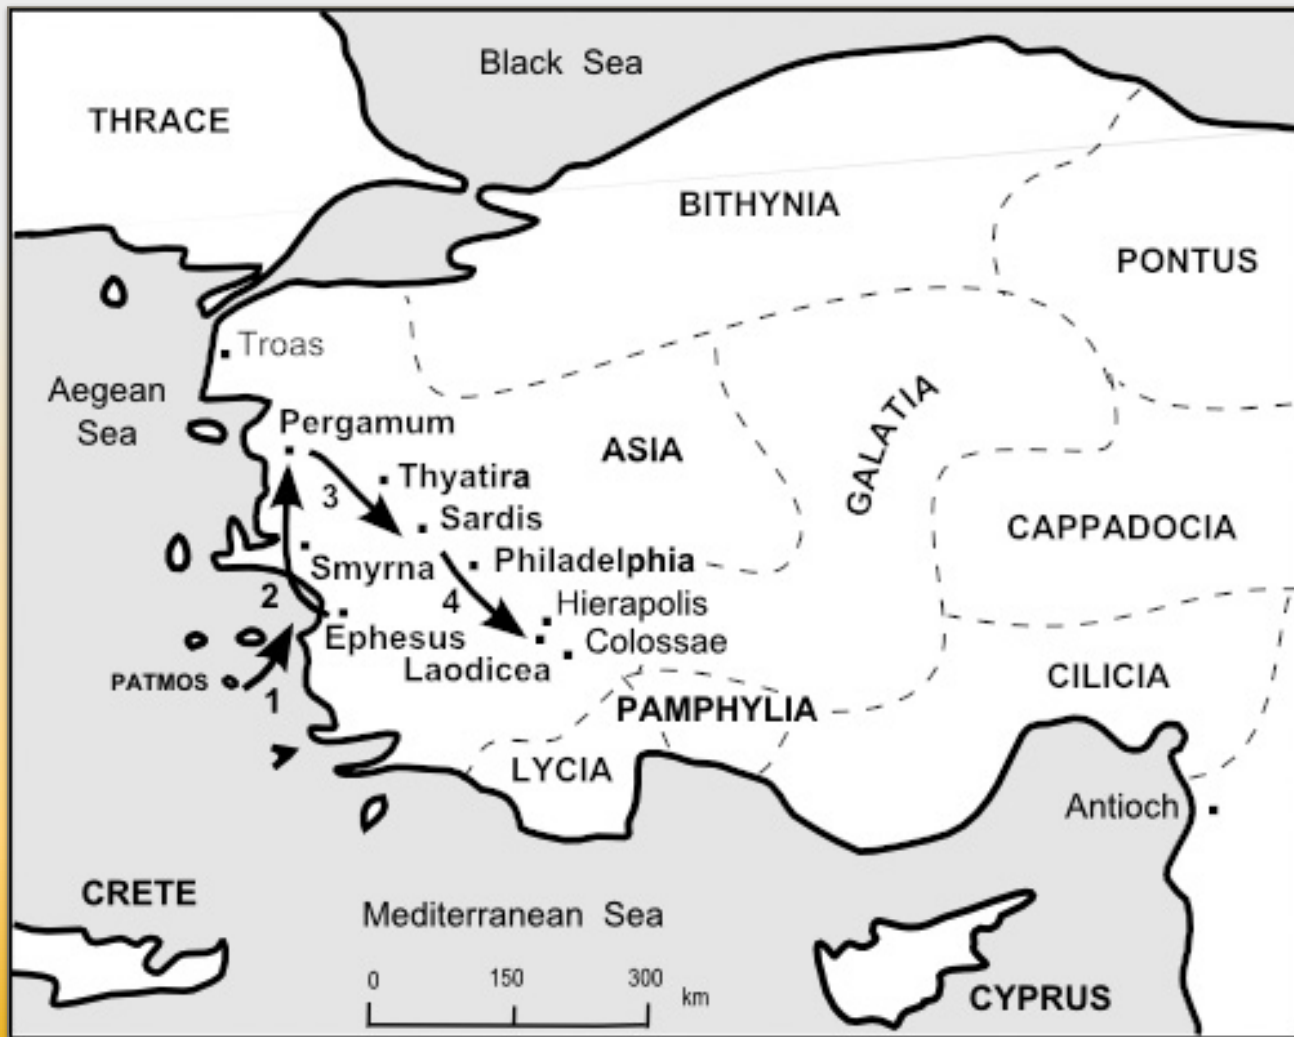 Black Sea
THRACE
BITHYNIA
PONTUS
Troas
Aegean
Sea
Pergamum
ASIA
GALATIA
Thyatira
3
Sardis
CAPPADOCIA
Smyrna
Philadelphia
2
4
Hierapolis
Ephesus
Colossae
Laodicea
PATMOS
1
CILICIA
PAMPHYLIA
LYCIA
Antioch
CRETE
Mediterranean Sea
0 150 300
km
CYPRUS